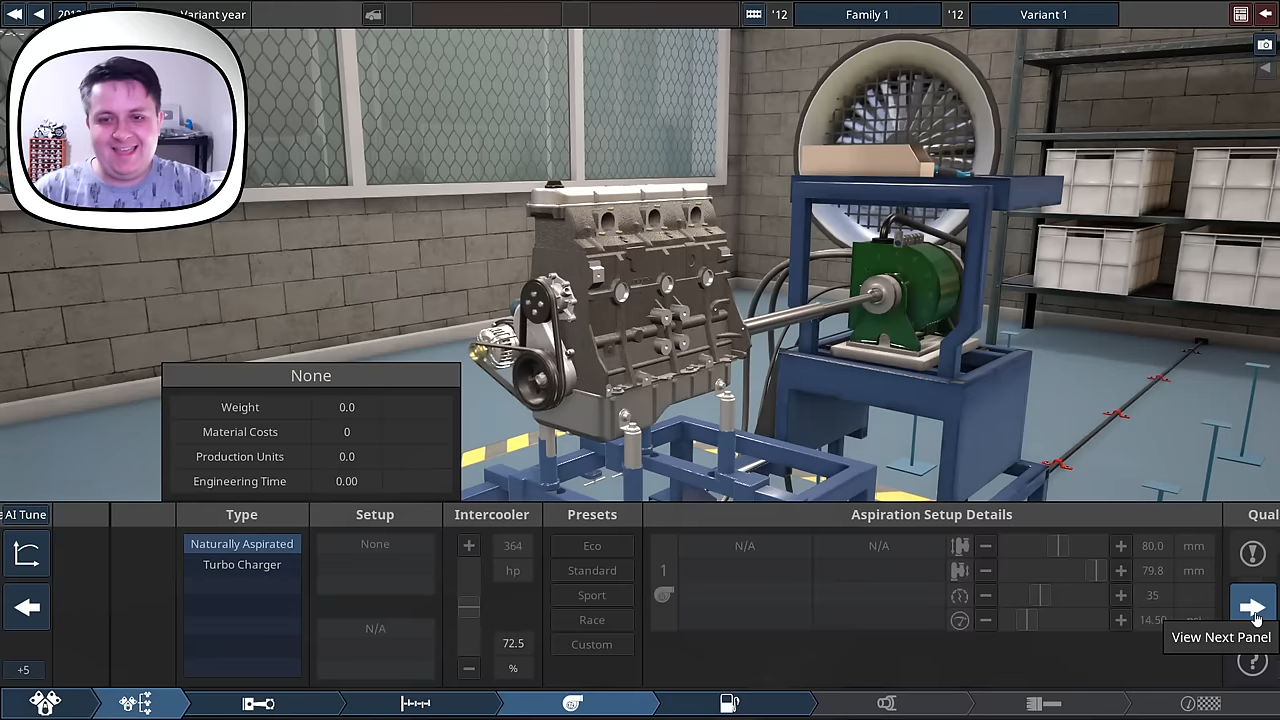 Variant year
'12
Family 1
'12
Variant 1
None
Weight
0.0
Material Costs
0
Production Units
0.0
Engineering Time
0.00
AI Tune
Type
Setup
Intercooler
Presets
Aspiration Setup Details
Naturally Aspirated
Turbo Charger
None
N/A
364
hp
72.5
%
Eco
Standard
Sport
Race
Custom
1
N/A
N/A
80.0
mm
79.8
mm
35
View Next Panel
+5